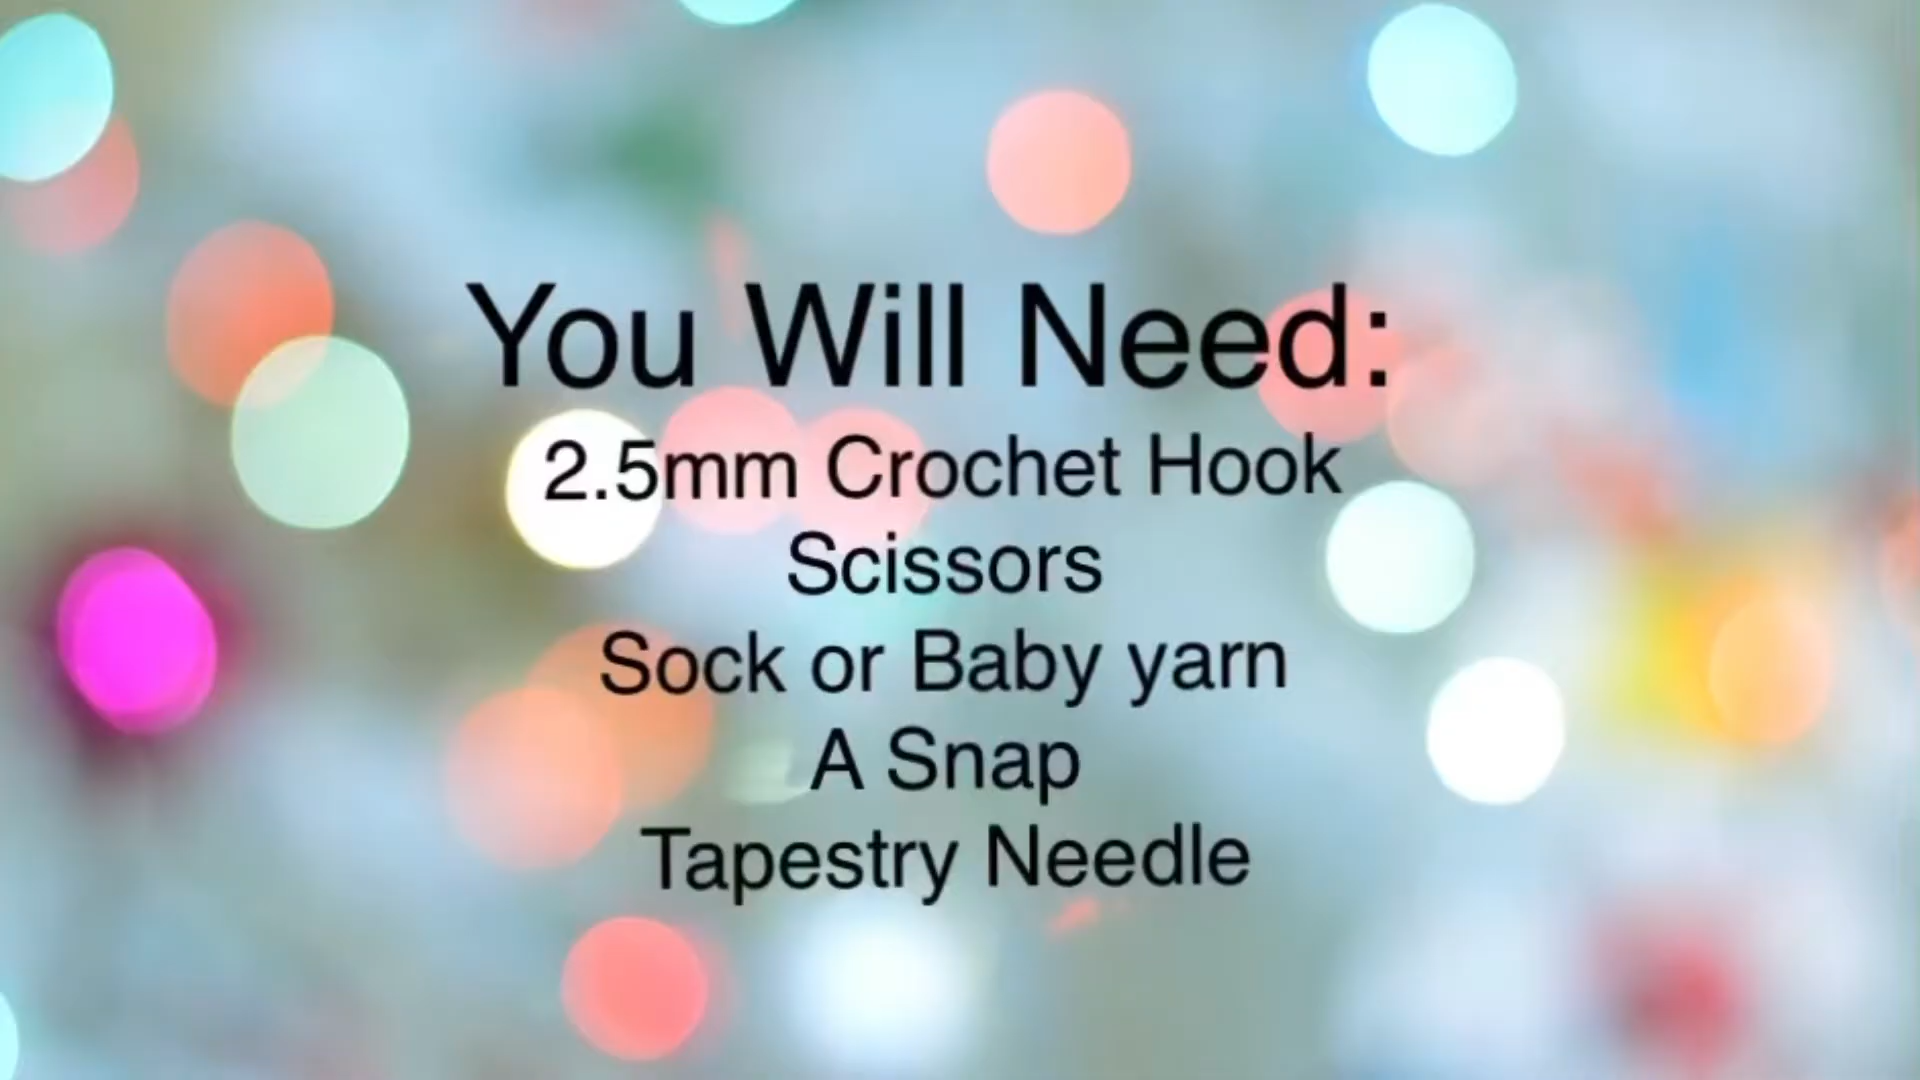 You Will Need:
2.5mm Crochet Hook
Scissors
Sock or Baby yarn
A Snap
Tapestry Needle